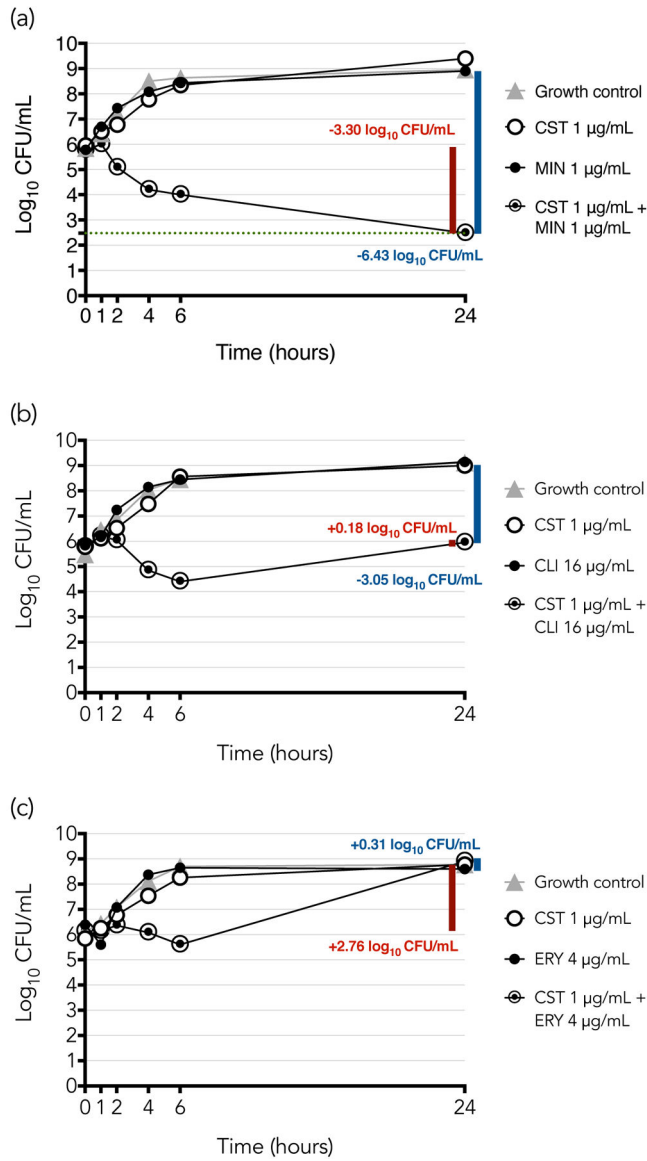 (a)
Log10 CFU/mL
10
9
8
7
6
5
4
3
2
1
0
-3.30 log10 CFU/mL
-6.43 log10 CFU/mL
0 1 2 4 6 24
Time (hours)
Growth control
CST 1 µg/mL
MIN 1 µg/mL
CST 1 µg/mL +
MIN 1 µg/mL
(b)
Log10 CFU/mL
10
9
8
7
6
5
4
3
2
1
0
+0.18 log10 CFU/mL
-3.05 log10 CFU/mL
0 1 2 4 6 24
Time (hours)
Growth control
CST 1 µg/mL
CLI 16 µg/mL
CST 1 µg/mL +
CLI 16 µg/mL
(c)
Log10 CFU/mL
10
9
8
7
6
5
4
3
2
1
0
+0.31 log10 CFU/mL
+2.76 log10 CFU/mL
0 1 2 4 6 24
Time (hours)
Growth control
CST 1 µg/mL
ERY 4 µg/mL
CST 1 µg/mL +
ERY 4 µg/mL